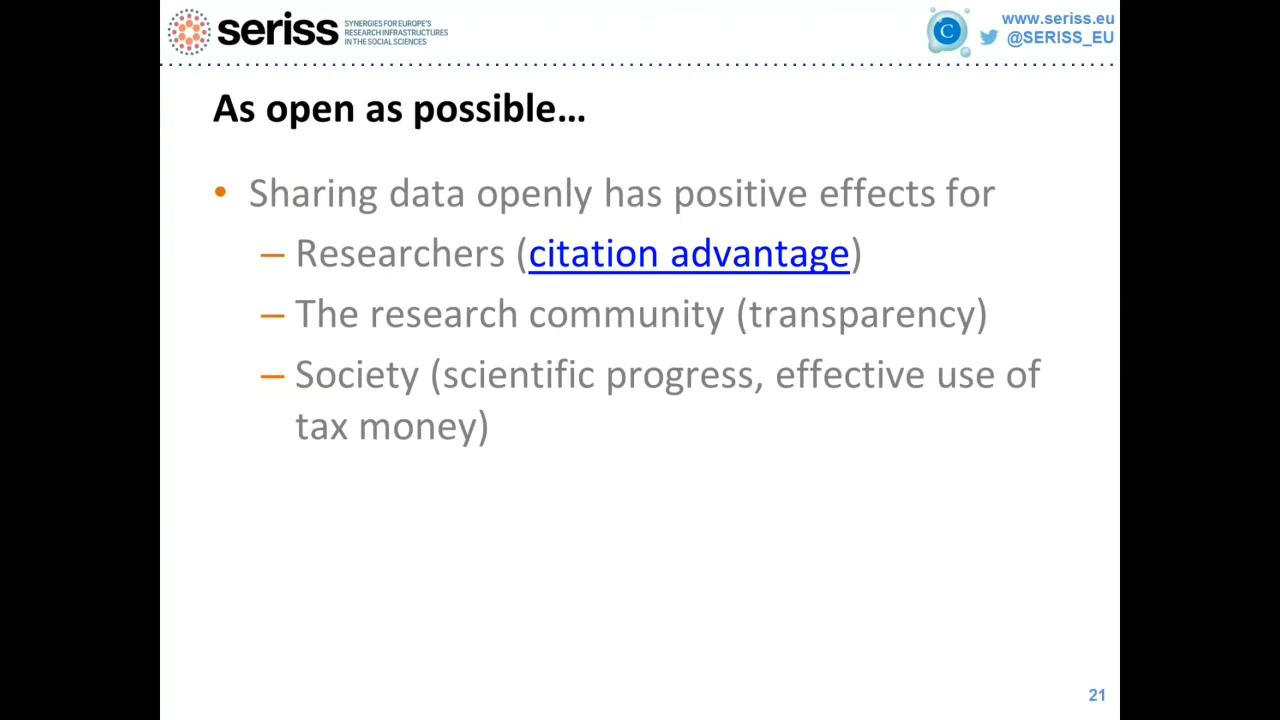 seriss
SYNERGIES FOR EUROPE'S
RESEARCH INFRASTRUCTURES
IN THE SOCIAL SCIENCES
C
www.seriss.eu
@SERISS_EU
As open as possible…
• Sharing data openly has positive effects for
– Researchers (citation advantage)
– The research community (transparency)
– Society (scientific progress, effective use of
tax money)
21